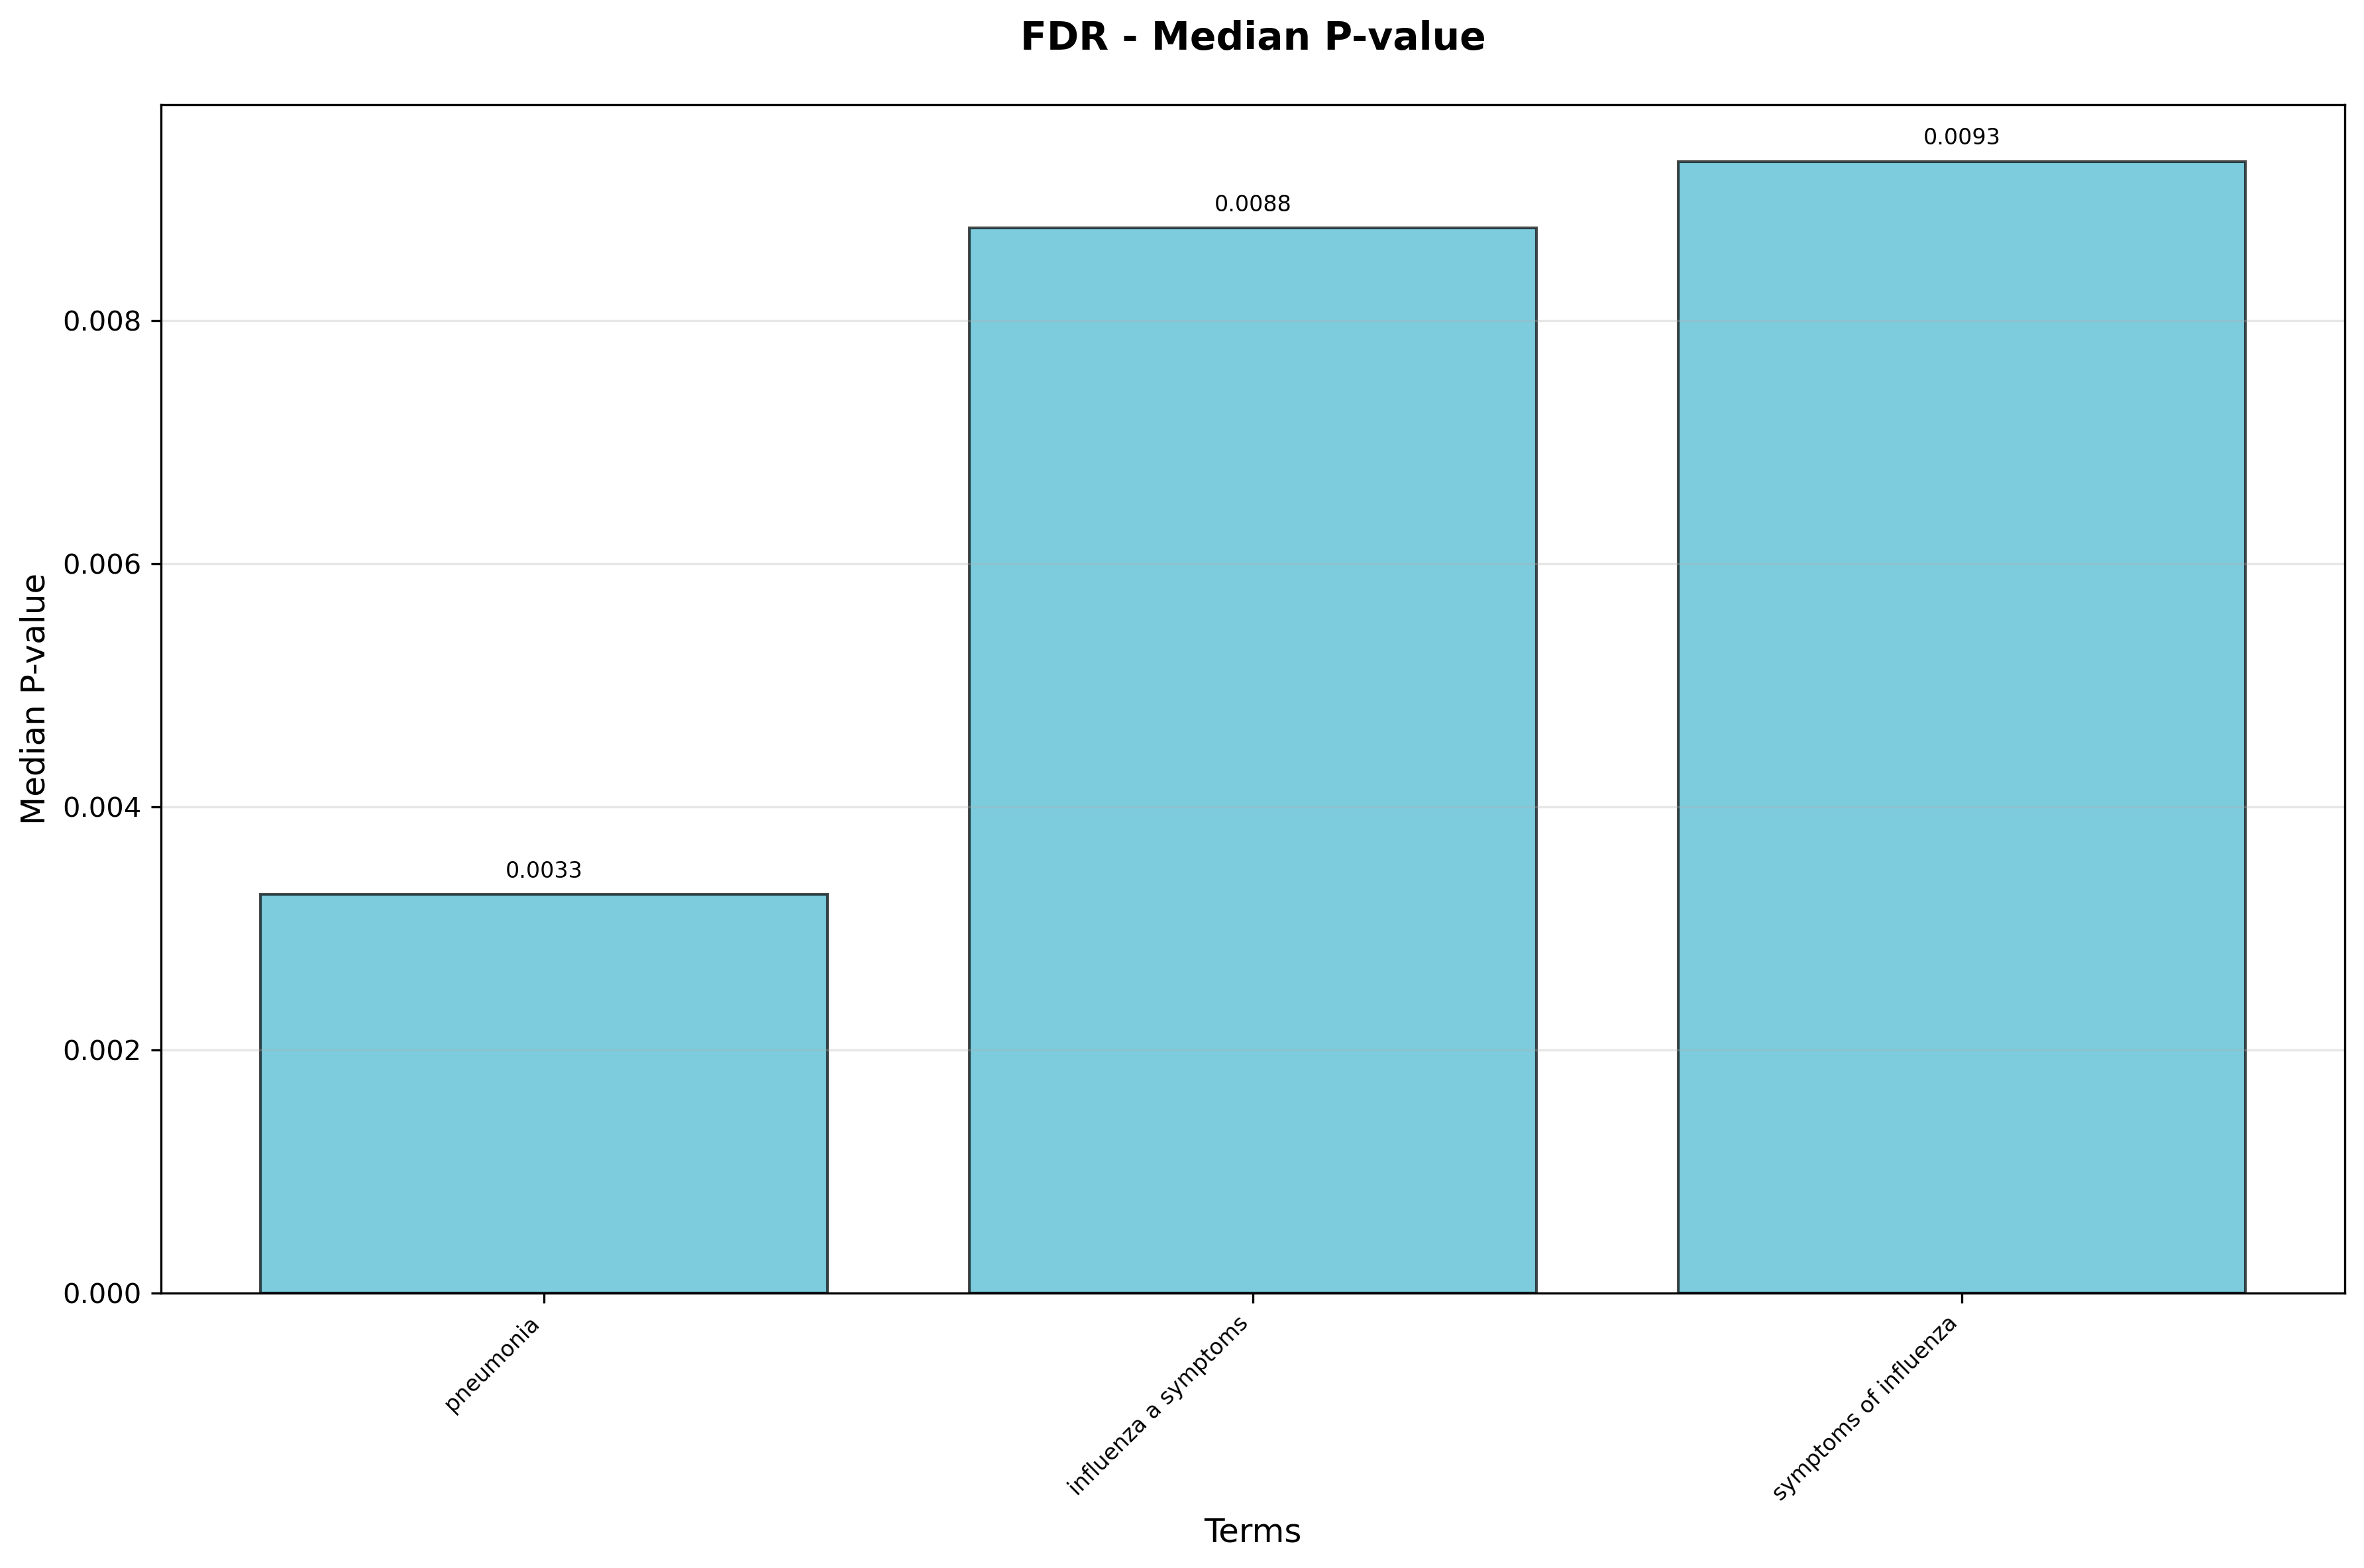 FDR - Median P-value
Median P-value
0.008
0.006
0.004
0.002
0.000
0.0033
0.0088
0.0093
pneumonia
influenza a symptoms
symptoms of influenza
Terms